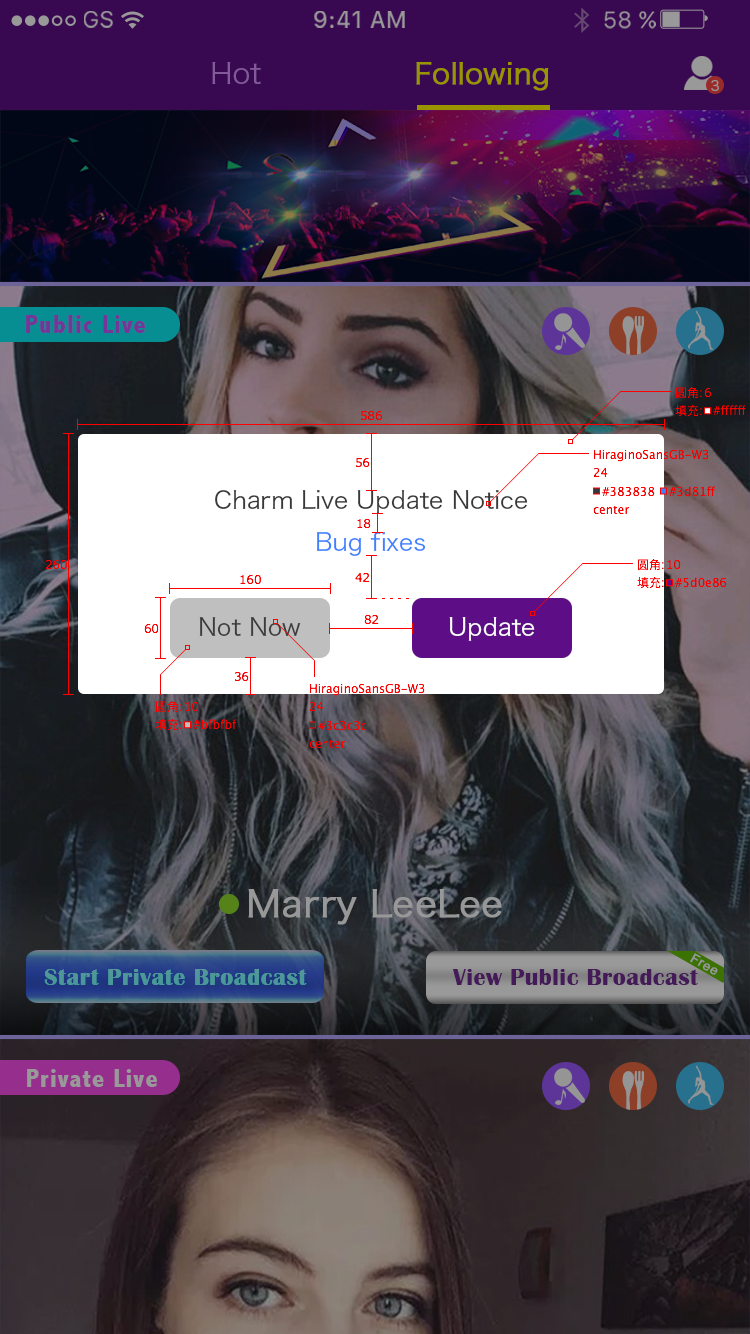 GS 9:41 AM 58 %
Hot Following 3
Public Live
圆角: 6
填充: #ffffff
586
56
HiraginoSansGB-W3
24
#383838 #3d81ff
center
Charm Live Update Notice
18
Bug fixes
260
42
圆角: 10
填充: #5d0e86
160
60
Not Now
82
Update
36
HiraginoSansGB-W3
24
center
圆角: 10
填充: #bfbfbf
Marry LeeLee
Start Private Broadcast
View Public Broadcast
Free
Private Live